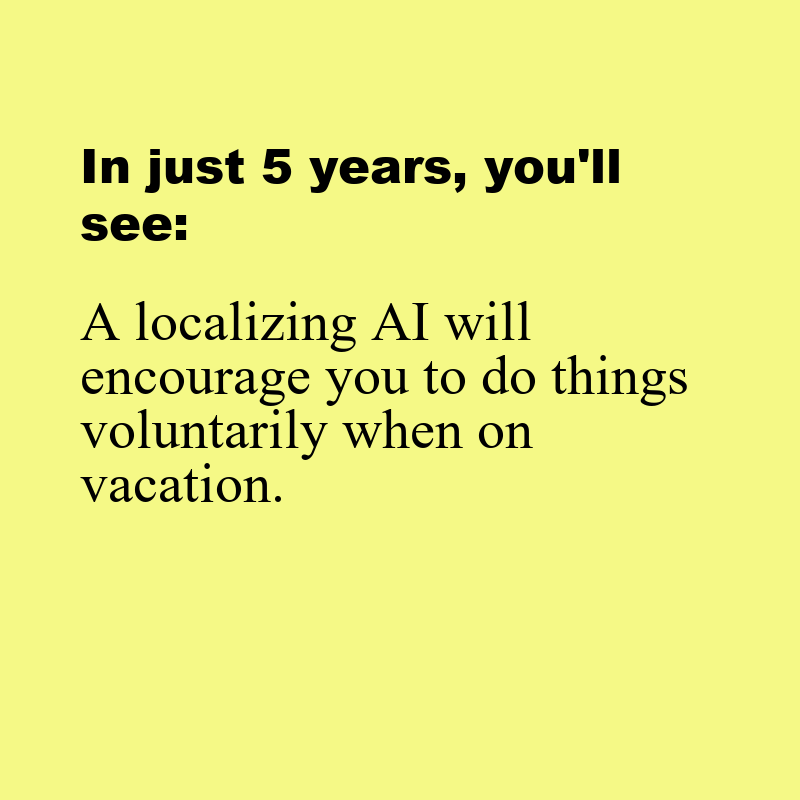 In just 5 years, you'll
see:
A localizing AI will
encourage you to do things
voluntarily when on
vacation.